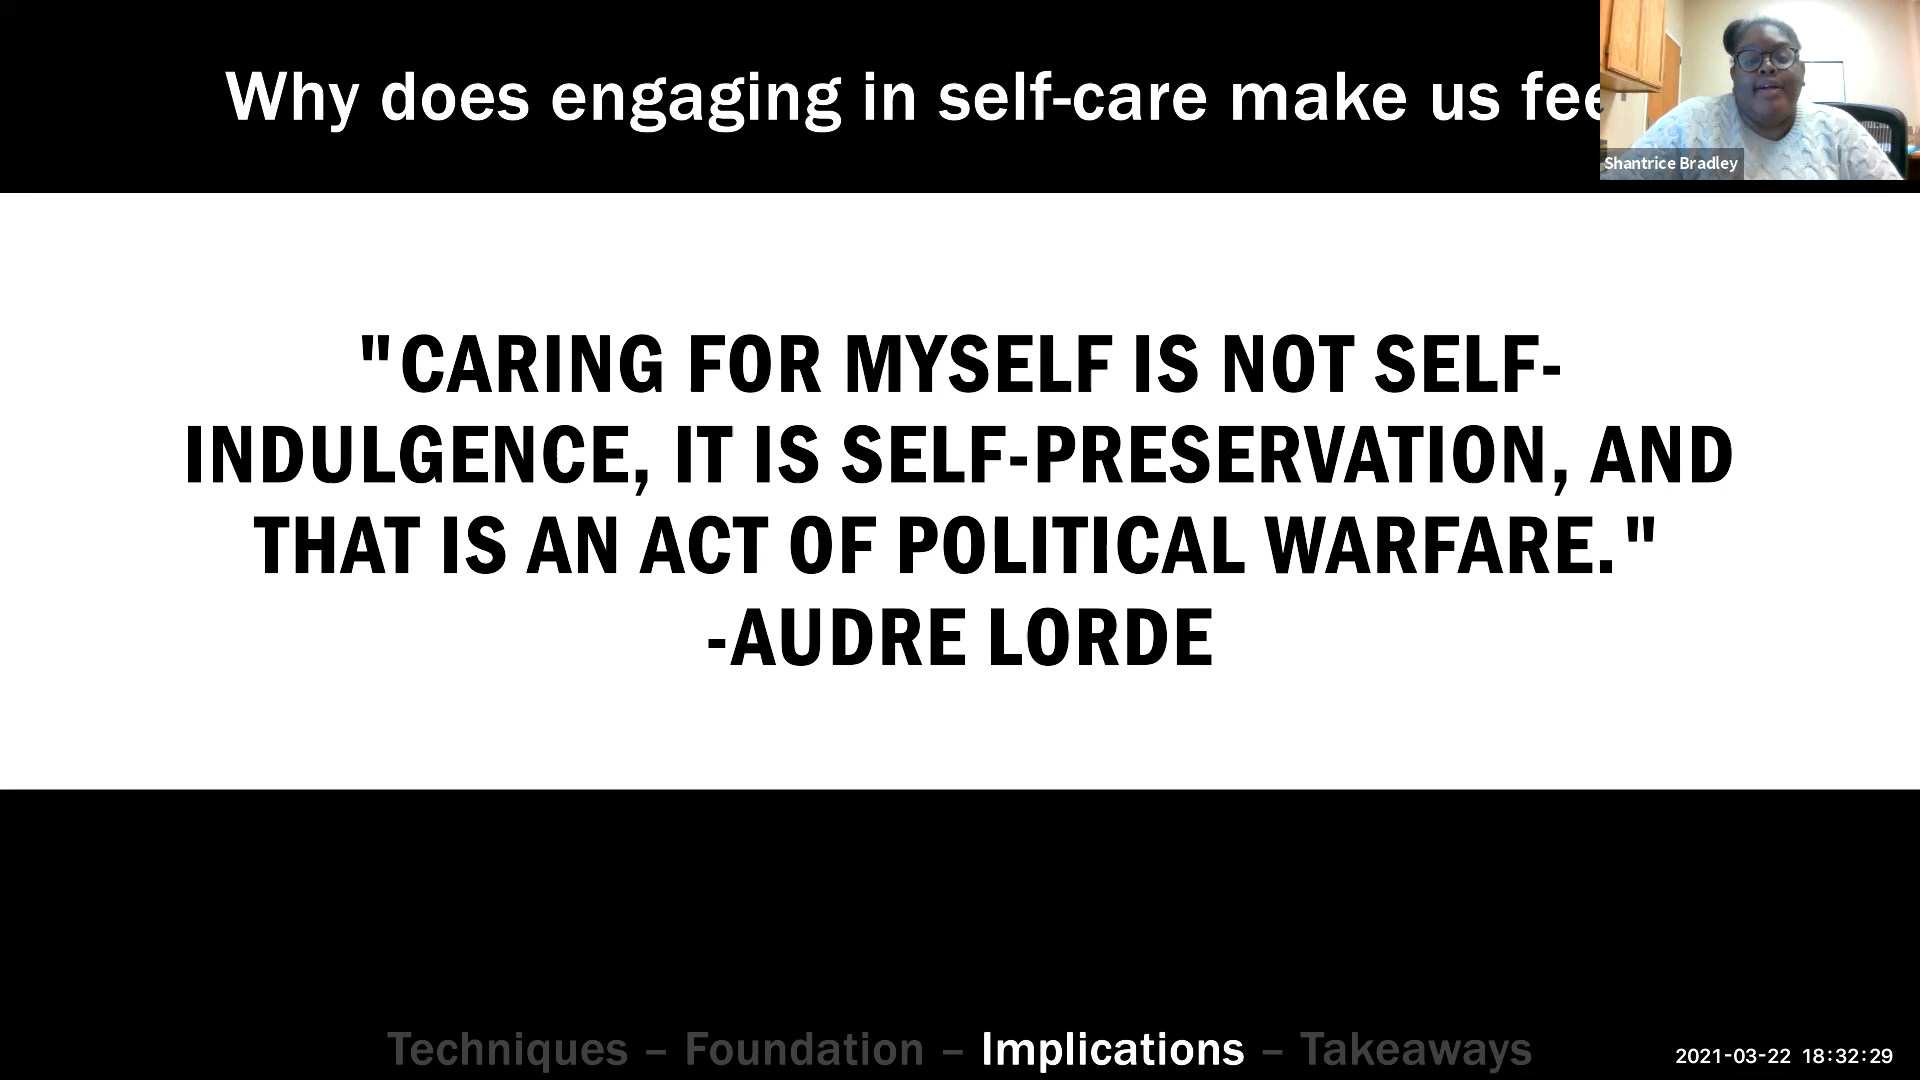 Why does engaging in self-care make us
Shantrice Bradley
"CARING FOR MYSELF IS NOT SELF-
INDULGENCE, IT IS SELF-PRESERVATION, AND
THAT IS AN ACT OF POLITICAL WARFARE."
-AUDRE LORDE
Techniques – Foundation – Implications – Takeaways
2021-03-22 18:32:29